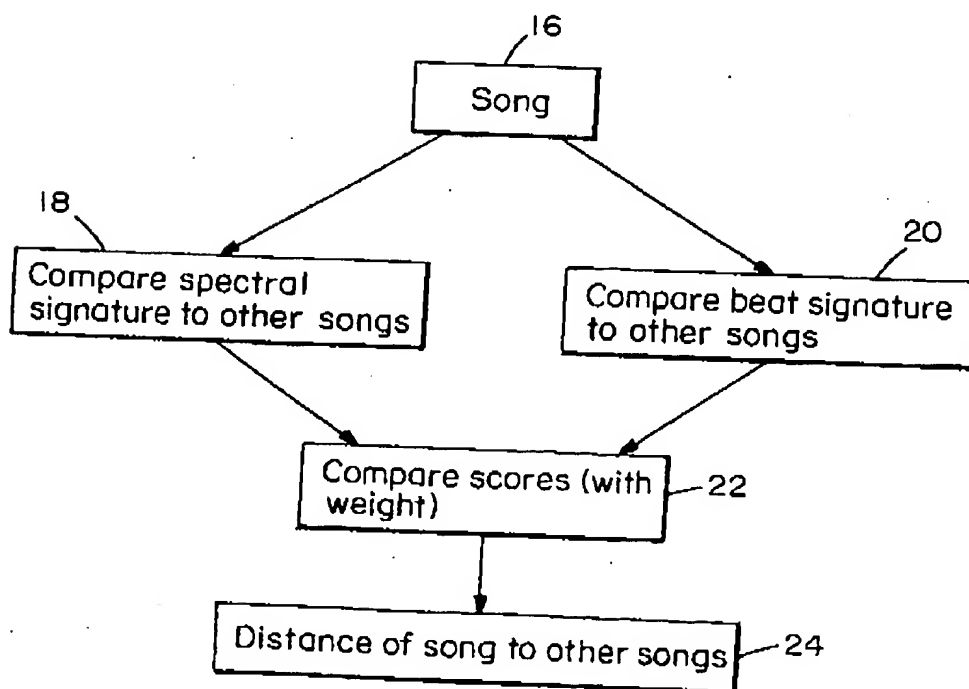 16
Song
18
Compare spectral
signature to other songs
20
Compare beat signature
to other songs
Compare scores (with
weight)
22
Distance of song to other songs
24